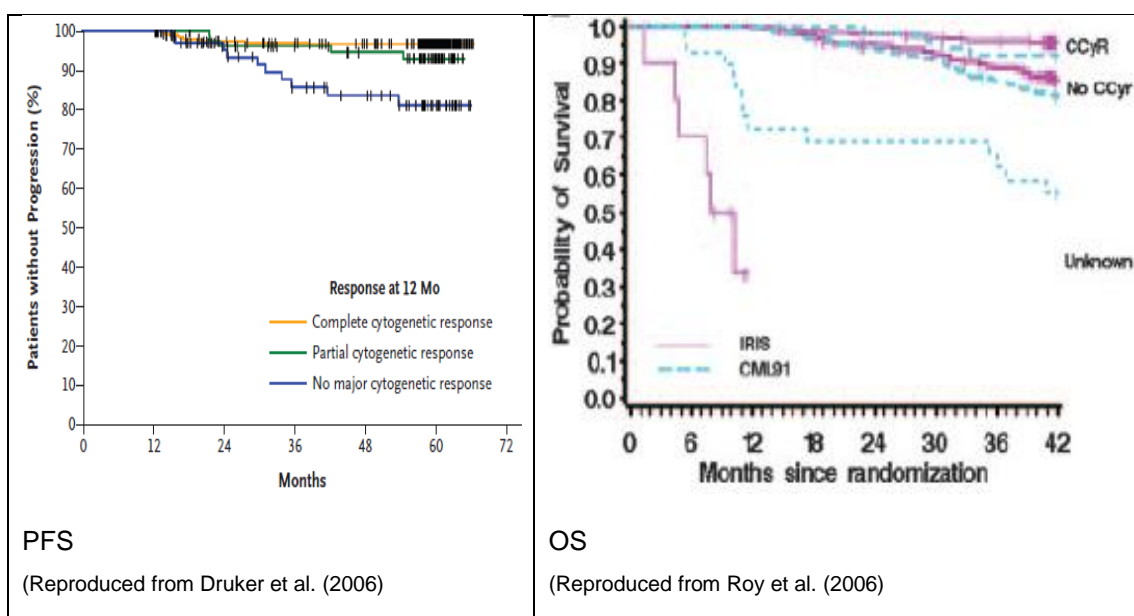 100
90
80
70
60
50
40
30
20
10
0
Patients without Progression (%)
Response at 12 Mo
Complete cytogenetic response
Partial cytogenetic response
No major cytogenetic response
0 12 24 36 48 60 72
Months
PFS
(Reproduced from Druker et al. (2006)
1.0
0.9
0.8
0.7
0.6
0.5
0.4
0.3
0.2
0.1
0.0
Probability of Survival
CCyR
No CCyr
Unknown
IRIS
CML91
0 6 12 18 24 30 36 42
Months since randomization
OS
(Reproduced from Roy et al. (2006)